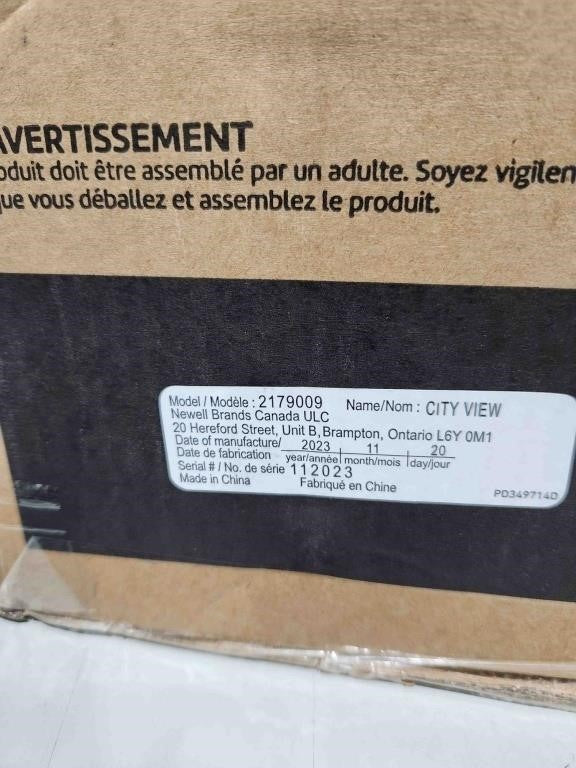 AVERTISSEMENT
oduit doit être assemblé par un adulte. Soyez vigilen
ue vous déballez et assemblez le produit.
Model / Modèle : 2179009 Name/Nom : CITY VIEW
Newell Brands Canada ULC
20 Hereford Street, Unit B, Brampton, Ontario L6Y 0M1
Date of manufacture/ 2023 11 20
Date de fabrication year/année month/mois day/jour
Serial # / No. de série 112023
Made in China Fabriqué en Chine
PD349714D